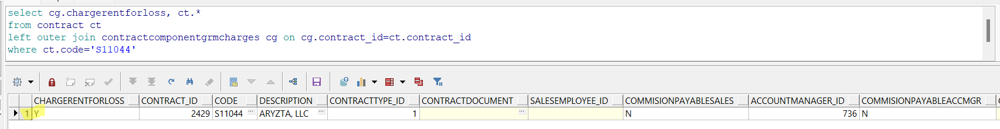 select cg.chargerentforloss, ct.*
from contract ct
left outer join contractcomponentgrmcharges cg on cg.contract_id=ct.contract_id
where ct.code='S11044'
CHARGERENTFORLOSS CONTRACT_ID CODE DESCRIPTION CONTRACTTYPE_ID CONTRACTDOCUMENT SALESEMPLOYEE_ID COMMISIONPAYABLESALES ACCOUNTMANAGER_ID COMMISIONPAYABLEACCMGR
1 Y 2429 S11044 ... ARYZTA, LLC ... 1 ... N 736 N